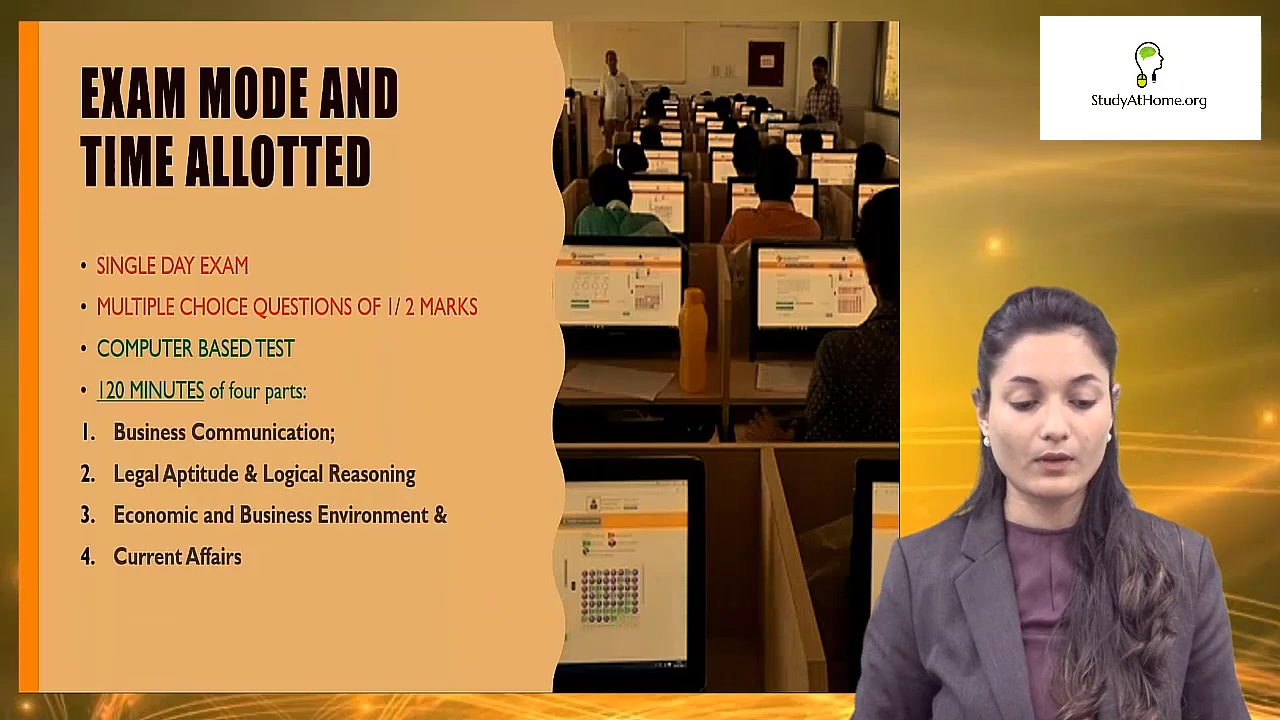 EXAM MODE AND
TIME ALLOTTED
• SINGLE DAY EXAM
• MULTIPLE CHOICE QUESTIONS OF 1/ 2 MARKS
• COMPUTER BASED TEST
• 120 MINUTES of four parts:
1. Business Communication;
2. Legal Aptitude & Logical Reasoning
3. Economic and Business Environment &
4. Current Affairs
StudyAtHome.org